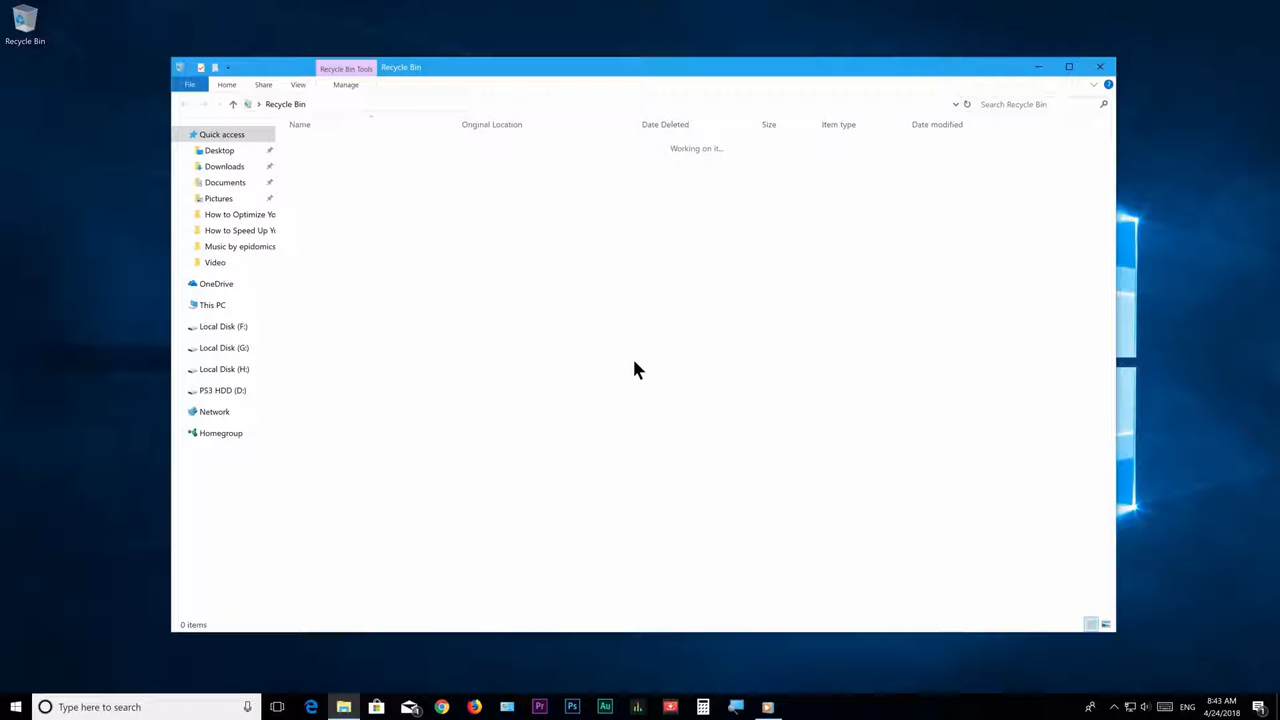 Recycle Bin
Recycle Bin Tools
Recycle Bin
File
Home
Share
View
Manage
Recycle Bin
Search Recycle Bin
Name
Original Location
Date Deleted
Size
Item type
Date modified
Working on it...
Quick access
Desktop
Downloads
Documents
Pictures
How to Optimize Yo
How to Speed Up Yo
Music by epidomics
Video
OneDrive
This PC
Local Disk (F:)
Local Disk (G:)
Local Disk (H:)
PS3 HDD (D:)
Network
Homegroup
0 items
Type here to search
Pr
Ps
Au
ENG
8:43 AM
4/24/2018